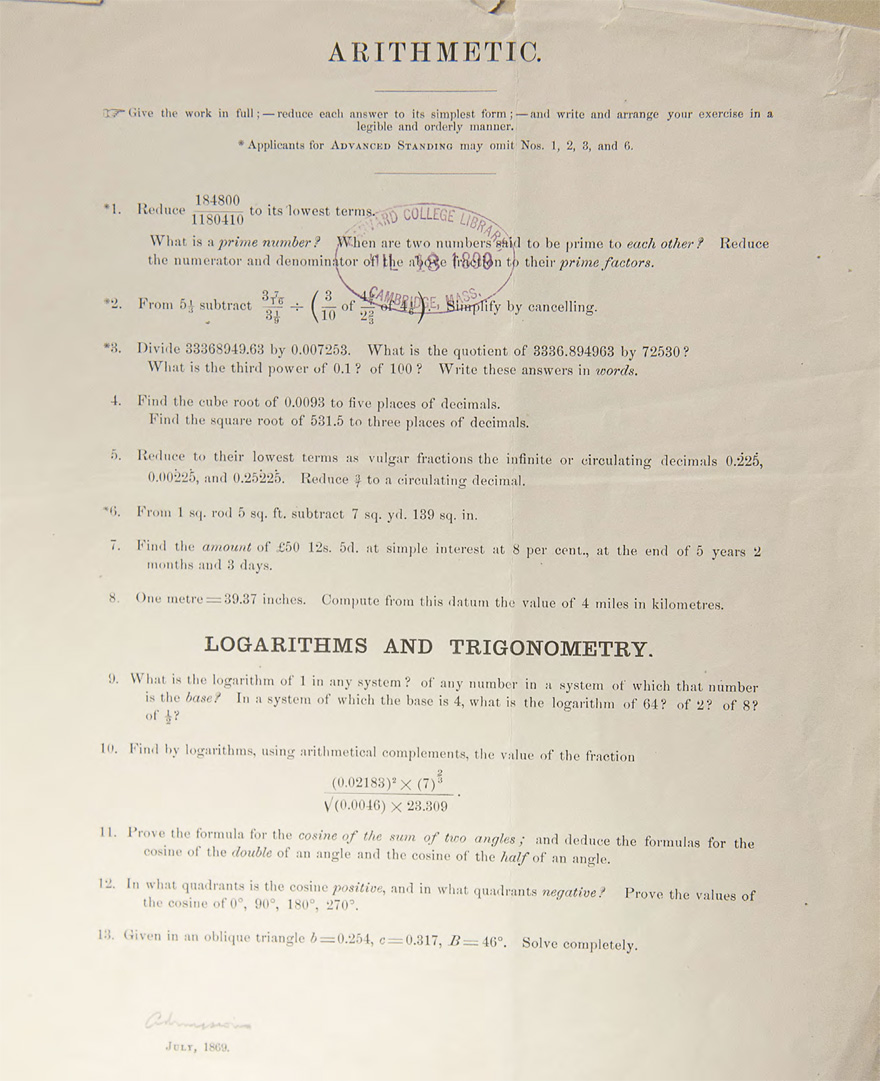 ARITHMETIC.
☞ Give the work in full; — reduce each answer to its simplest form; — and write and arrange your exercise in a
legible and orderly manner.
* Applicants for ADVANCED STANDING may omit Nos. 1, 2, 3, and 6.
*1. Reduce 184800/1180410 to its lowest terms.
HARVARD COLLEGE LIBRARY
What is a prime number? When are two numbers said to be prime to each other? Reduce
the numerator and denominator of the above fraction to their prime factors.
CAMBRIDGE, MASS.
*2. From 5⅓ subtract ÷ (3/10 of of ). Simplify by cancelling.
*3. Divide 33368949.63 by 0.007253. What is the quotient of 3336.894963 by 72530?
What is the third power of 0.1? of 100? Write these answers in words.
4. Find the cube root of 0.0093 to five places of decimals.
Find the square root of 531.5 to three places of decimals.
5. Reduce to their lowest terms as vulgar fractions the infinite or circulating decimals 0.2̇25̇,
0.002̇25̇, and 0.252̇25̇. Reduce to a circulating decimal.
*6. From 1 sq. rod 5 sq. ft. subtract 7 sq. yd. 139 sq. in.
7. Find the amount of £50 12s. 5d. at simple interest at 8 per cent., at the end of 5 years 2
months and 3 days.
8. One metre = 39.37 inches. Compute from this datum the value of 4 miles in kilometres.
LOGARITHMS AND TRIGONOMETRY.
9. What is the logarithm of 1 in any system? of any number in a system of which that number
is the base? In a system of which the base is 4, what is the logarithm of 64? of 2? of 8?
of ½?
10. Find by logarithms, using arithmetical complements, the value of the fraction
(0.02183)² × (7)^2/3
√(0.0046) × 23.309 .
11. Prove the formula for the cosine of the sum of two angles; and deduce the formulas for the
cosine of the double of an angle and the cosine of the half of an angle.
12. In what quadrants is the cosine positive, and in what quadrants negative? Prove the values of
the cosine of 0°, 90°, 180°, 270°.
13. Given in an oblique triangle b = 0.254, c = 0.317, B = 46°. Solve completely.
Admission
JULY, 1869.